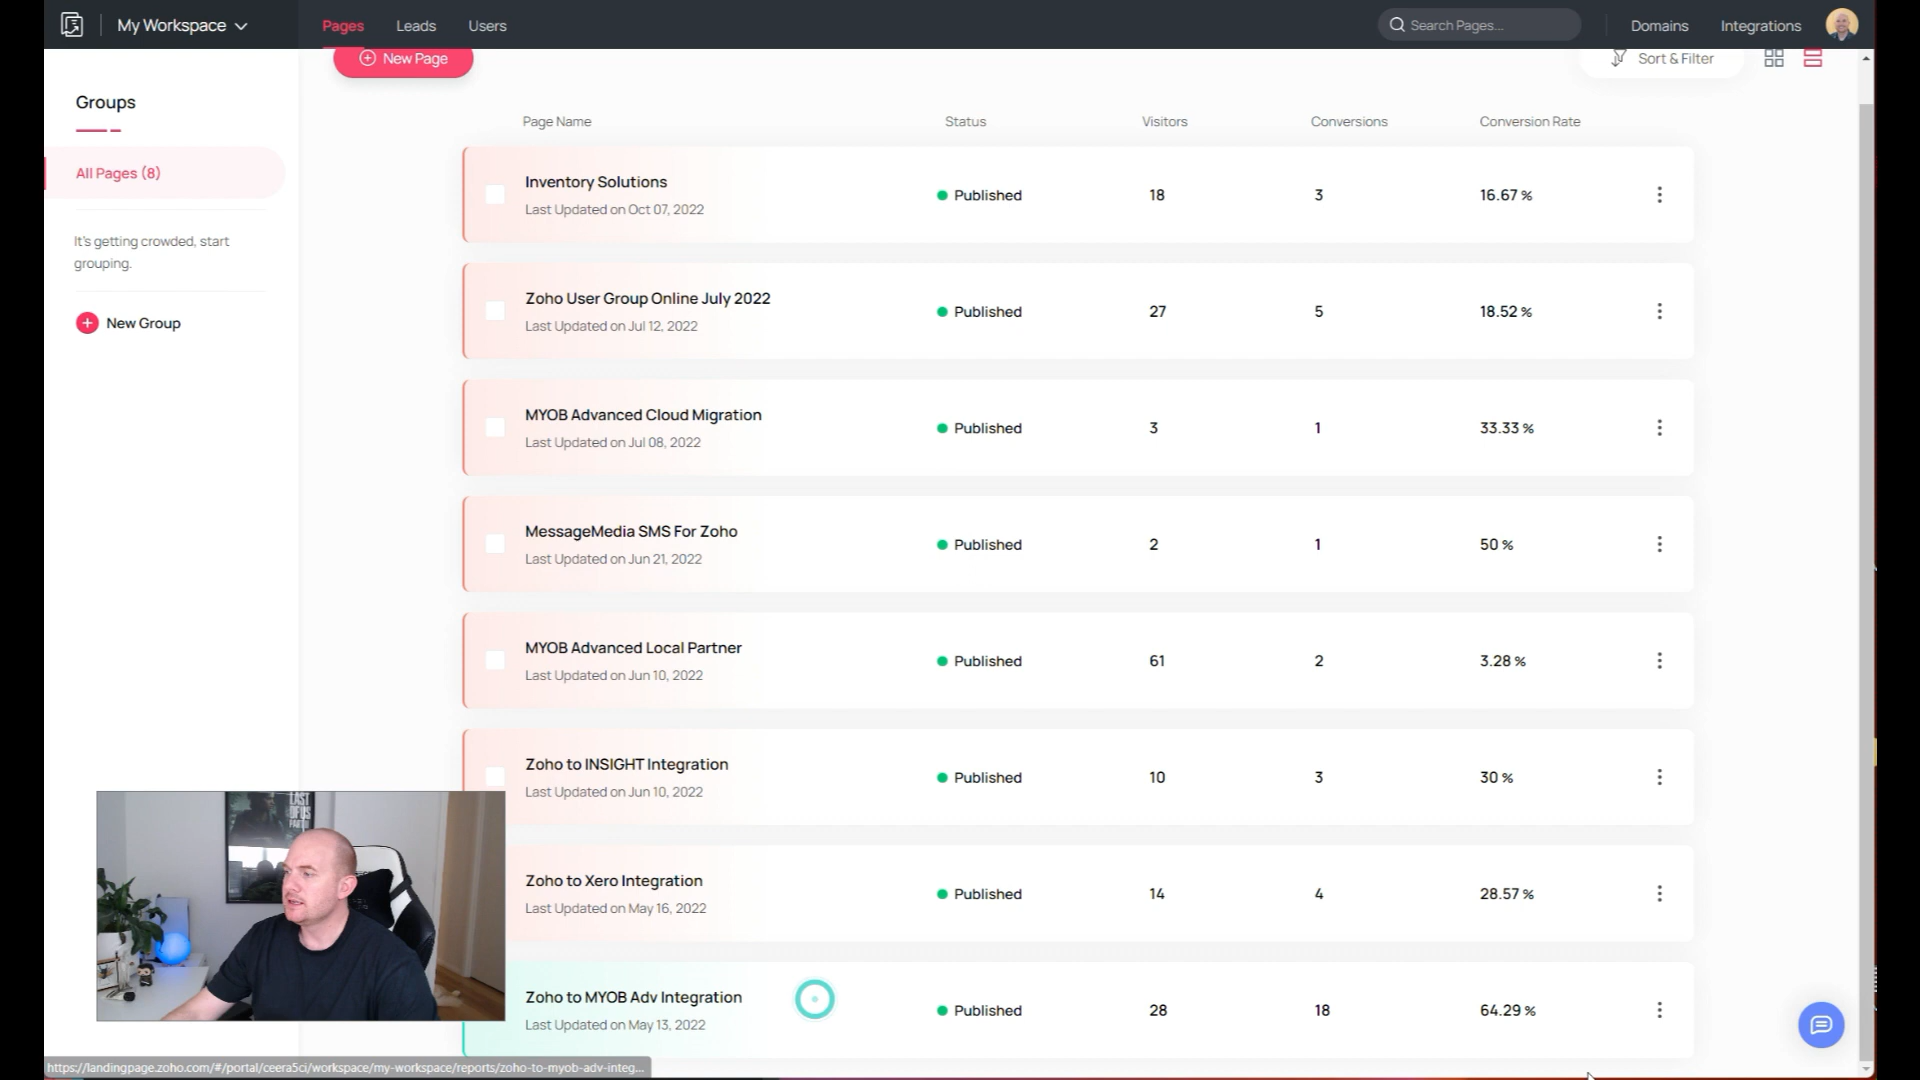 My Workspace
Pages
Leads
Users
Search Pages...
Domains
Integrations
New Page
Sort & Filter
Groups
All Pages (8)
It's getting crowded, start
grouping.
New Group
Page Name
Status
Visitors
Conversions
Conversion Rate
Inventory Solutions
Last Updated on Oct 07, 2022
Published
18
3
16.67 %
Zoho User Group Online July 2022
Last Updated on Jul 12, 2022
Published
27
5
18.52 %
MYOB Advanced Cloud Migration
Last Updated on Jul 08, 2022
Published
3
1
33.33 %
MessageMedia SMS For Zoho
Last Updated on Jun 21, 2022
Published
2
1
50 %
MYOB Advanced Local Partner
Last Updated on Jun 10, 2022
Published
61
2
3.28 %
Zoho to INSIGHT Integration
Last Updated on Jun 10, 2022
Published
10
3
30 %
Zoho to Xero Integration
Last Updated on May 16, 2022
Published
14
4
28.57 %
Zoho to MYOB Adv Integration
Last Updated on May 13, 2022
Published
28
18
64.29 %
LAST
OF US
PART II
https://landingpage.zoho.com/#/portal/ceera5ci/workspace/my-workspace/reports/zoho-to-myob-adv-integ...